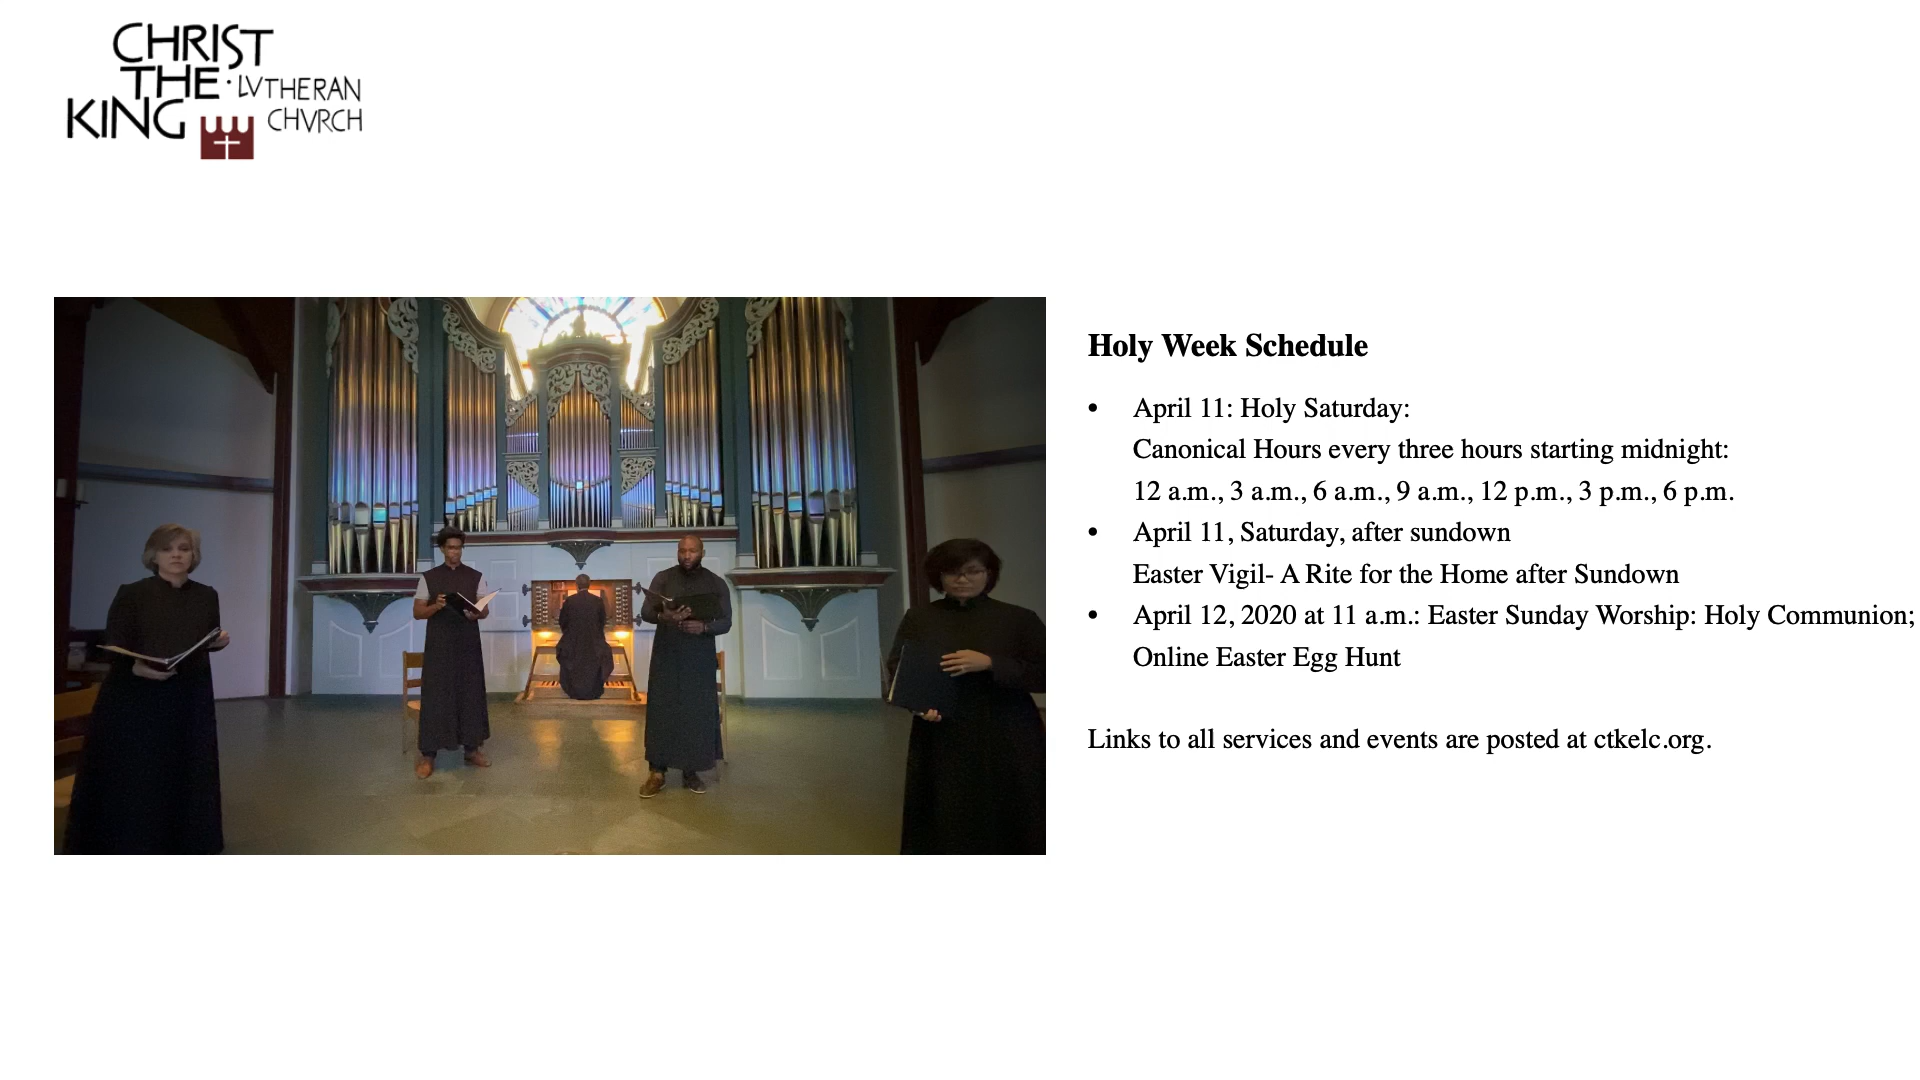 CHRIST
THE · LVTHERAN
KING CHVRCH
Holy Week Schedule
• April 11: Holy Saturday:
Canonical Hours every three hours starting midnight:
12 a.m., 3 a.m., 6 a.m., 9 a.m., 12 p.m., 3 p.m., 6 p.m.
• April 11, Saturday, after sundown
Easter Vigil- A Rite for the Home after Sundown
• April 12, 2020 at 11 a.m.: Easter Sunday Worship: Holy Communion;
Online Easter Egg Hunt
Links to all services and events are posted at ctkelc.org.